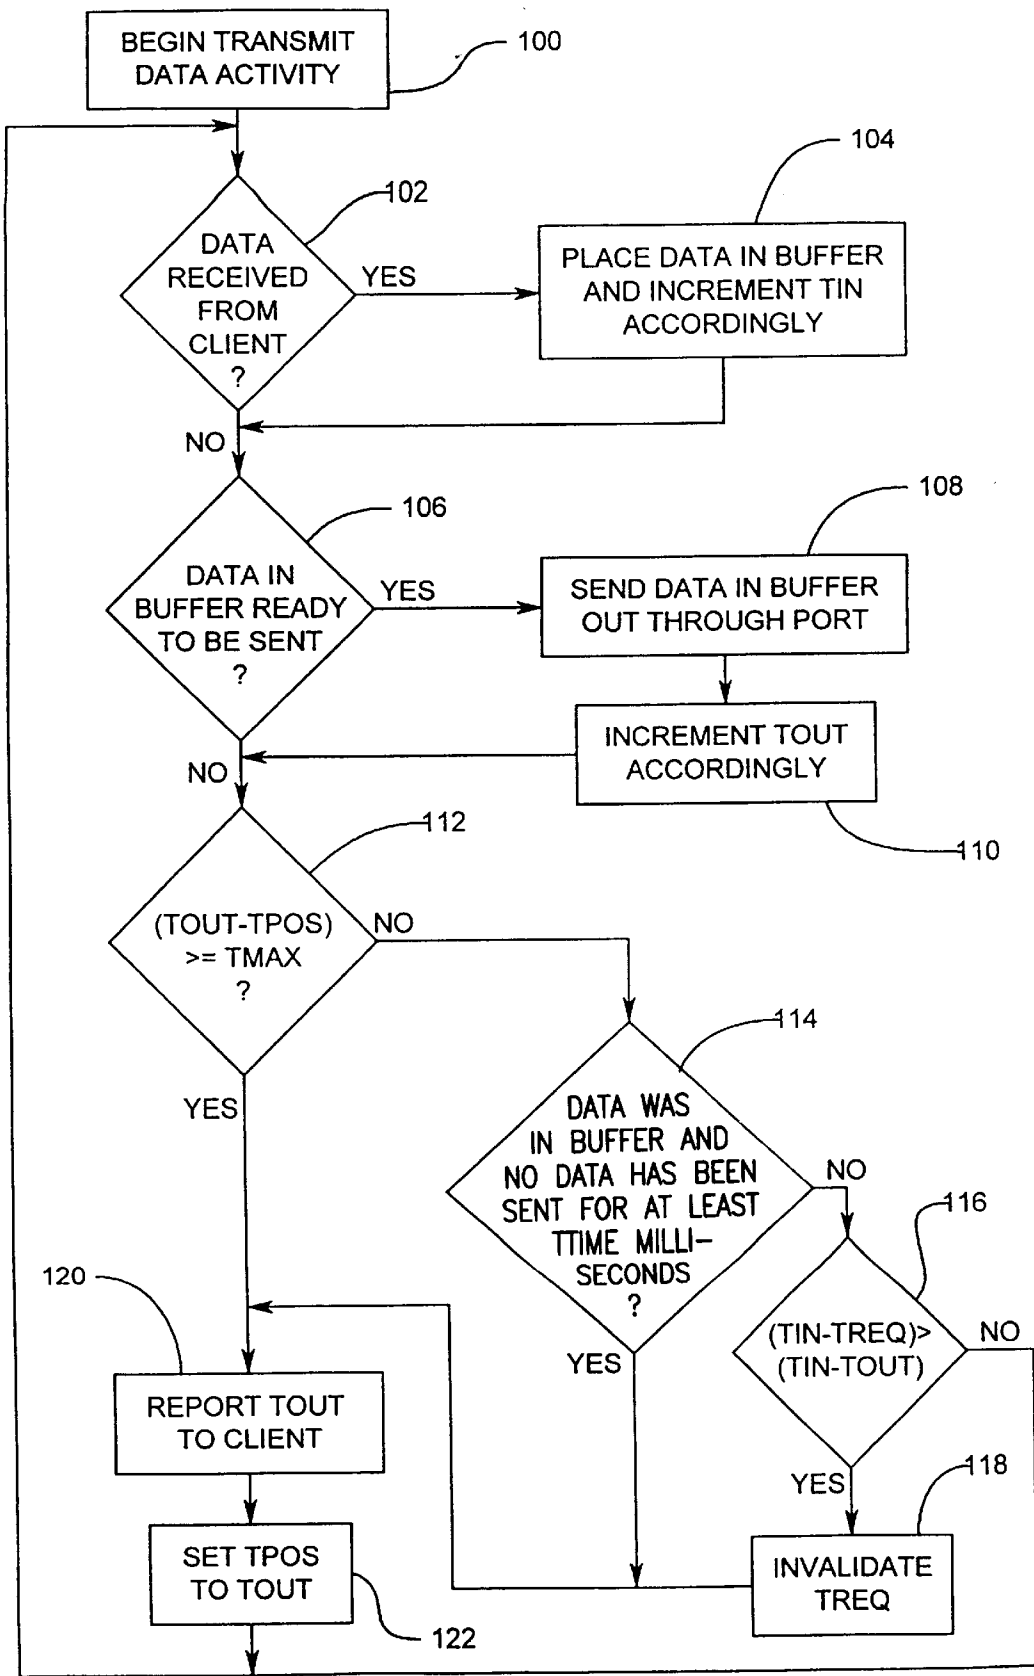 BEGIN TRANSMIT
DATA ACTIVITY
100
102
DATA
RECEIVED
FROM
CLIENT
?
YES
104
PLACE DATA IN BUFFER
AND INCREMENT TIN
ACCORDINGLY
NO
106
DATA IN
BUFFER READY
TO BE SENT
?
YES
108
SEND DATA IN BUFFER
OUT THROUGH PORT
INCREMENT TOUT
ACCORDINGLY
110
NO
112
(TOUT-TPOS)
>= TMAX
?
NO
114
DATA WAS
IN BUFFER AND
NO DATA HAS BEEN
SENT FOR AT LEAST
TTIME MILLI-
SECONDS
?
NO
116
(TIN-TREQ)>
(TIN-TOUT)
NO
YES
118
INVALIDATE
TREQ
YES
YES
120
REPORT TOUT
TO CLIENT
SET TPOS
TO TOUT
122